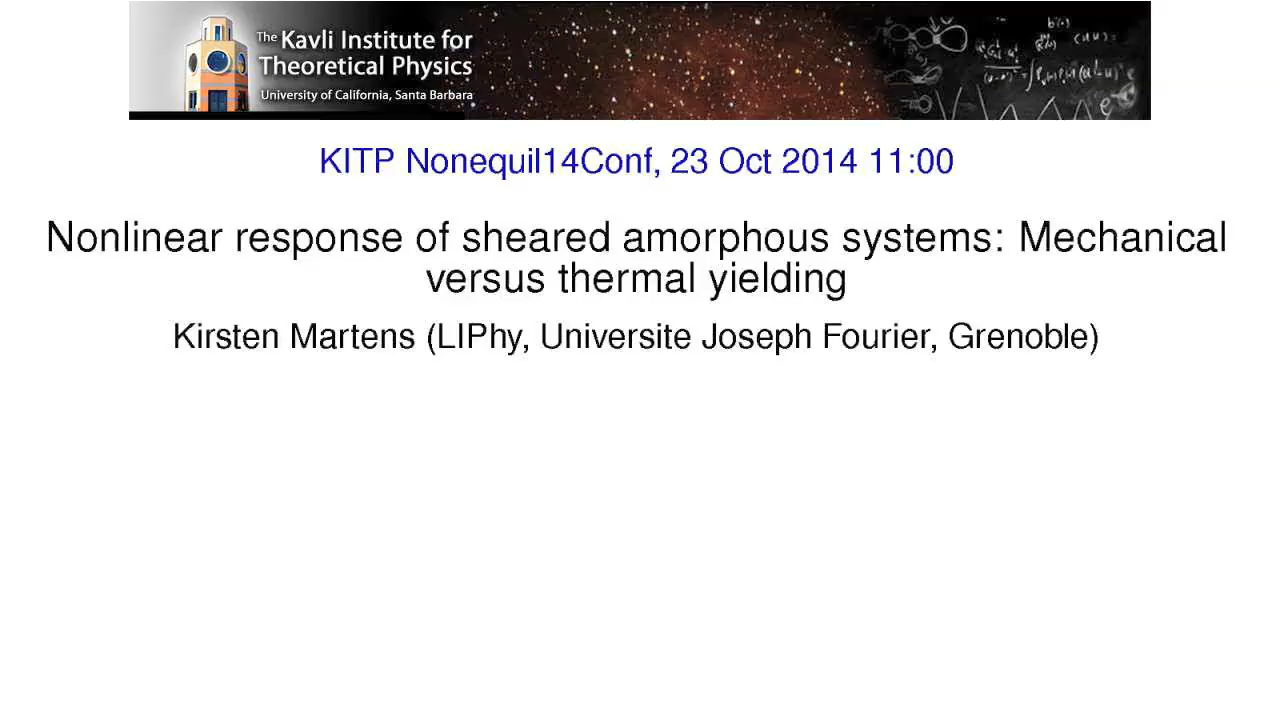 The Kavli Institute for
Theoretical Physics
University of California, Santa Barbara
KITP Nonequil14Conf, 23 Oct 2014 11:00
Nonlinear response of sheared amorphous systems: Mechanical
versus thermal yielding
Kirsten Martens (LIPhy, Universite Joseph Fourier, Grenoble)